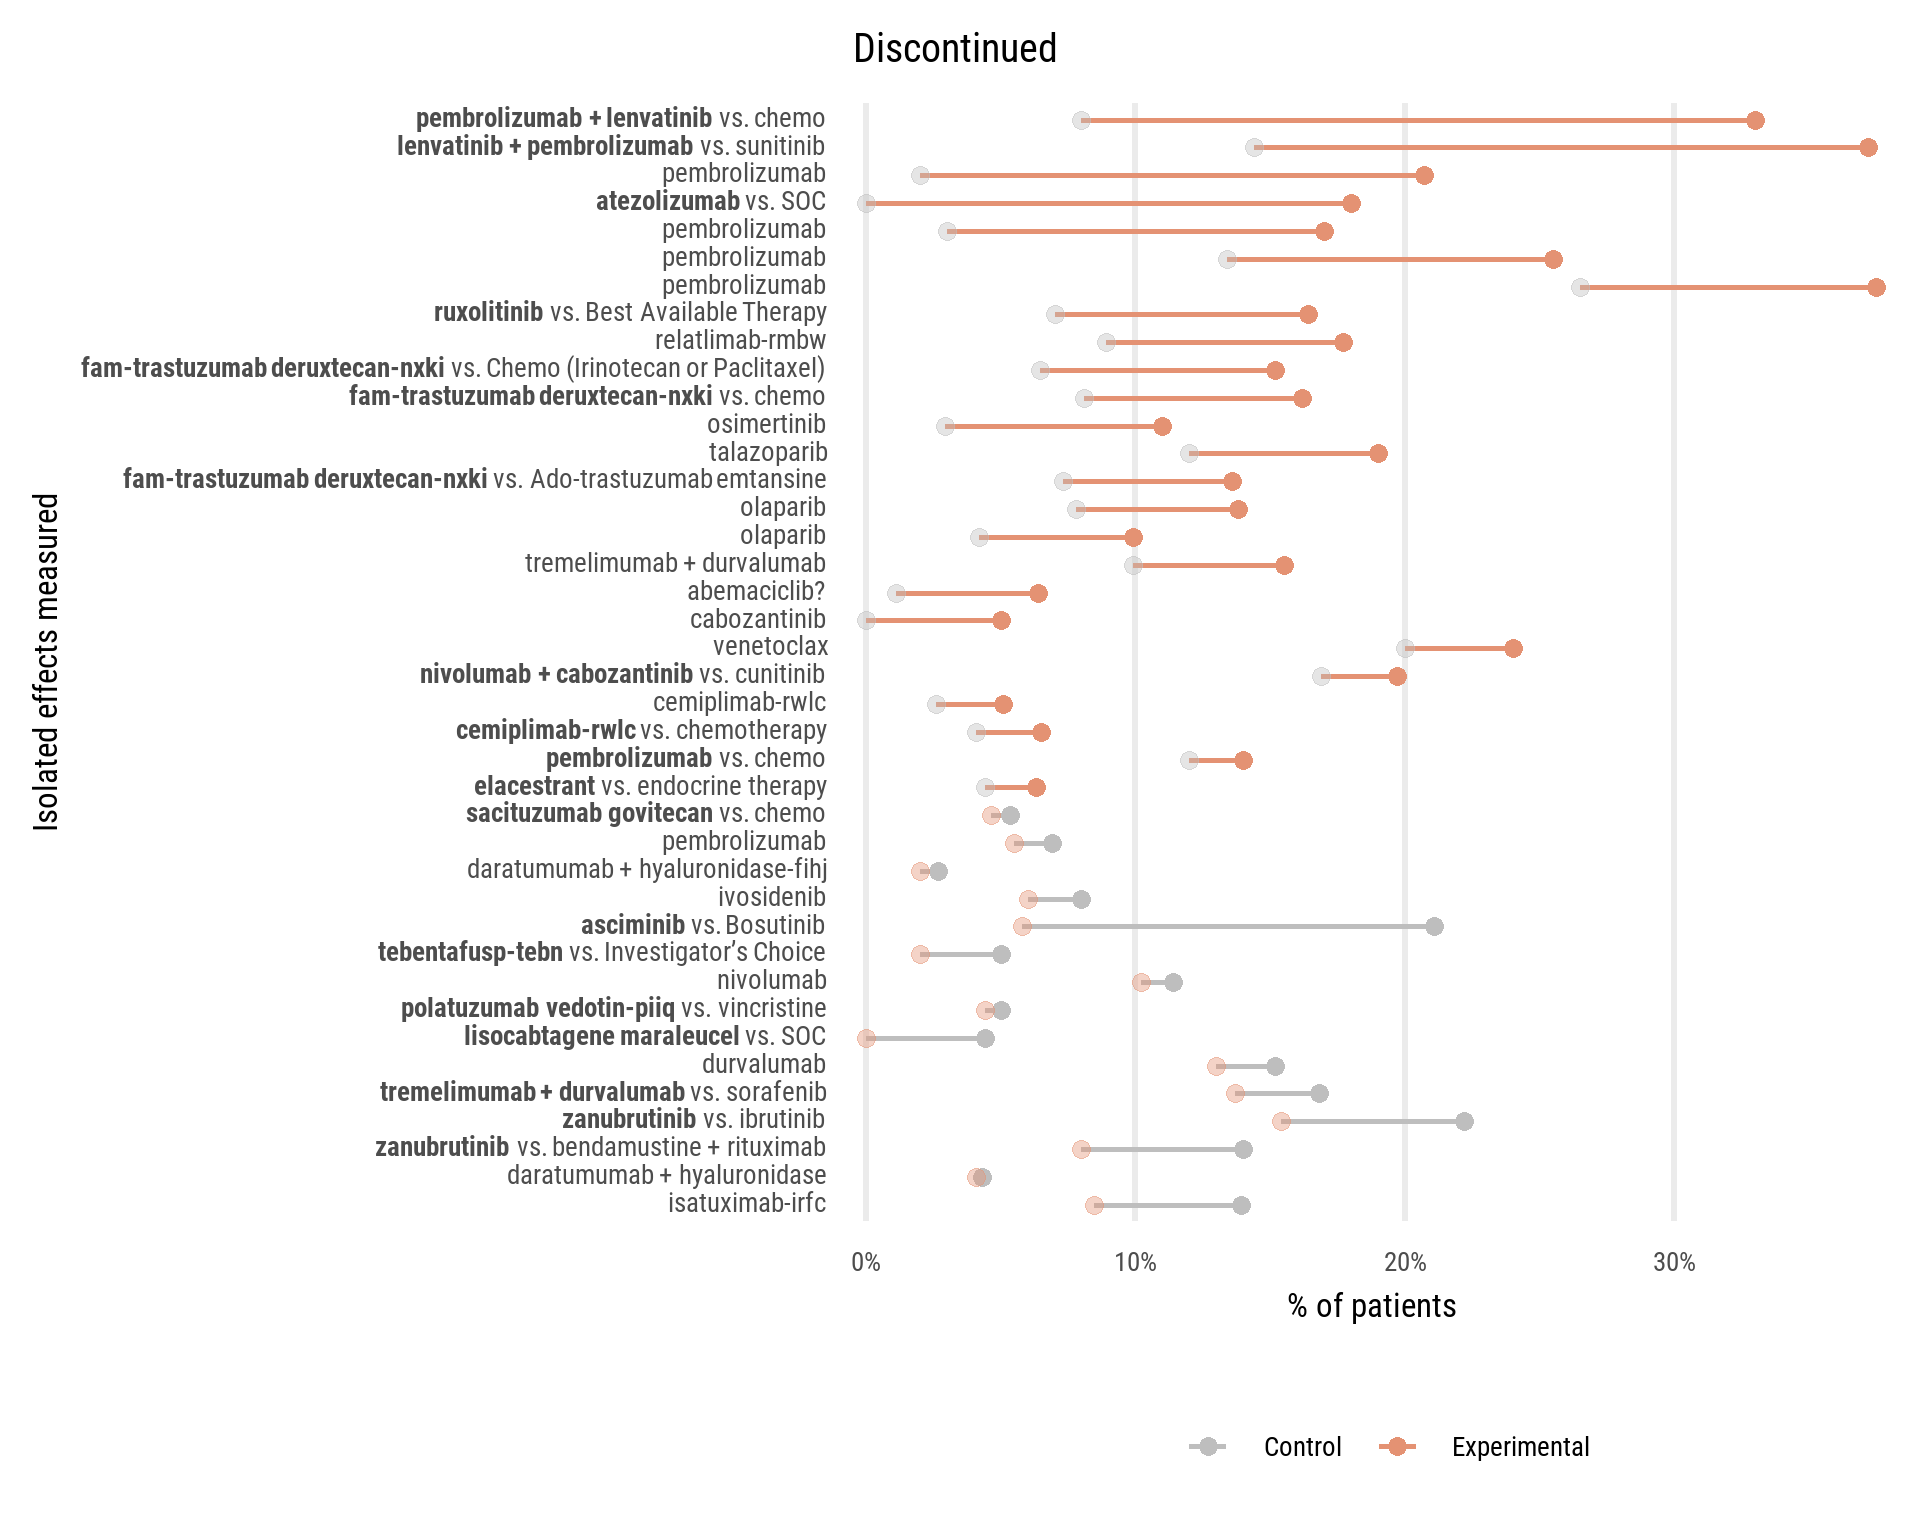 Discontinued
pembrolizumab + lenvatinib vs. chemo
lenvatinib + pembrolizumab vs. sunitinib
pembrolizumab
atezolizumab vs. SOC
pembrolizumab
pembrolizumab
pembrolizumab
ruxolitinib vs. Best Available Therapy
relatlimab-rmbw
fam-trastuzumab deruxtecan-nxki vs. Chemo (Irinotecan or Paclitaxel)
fam-trastuzumab deruxtecan-nxki vs. chemo
osimertinib
talazoparib
fam-trastuzumab deruxtecan-nxki vs. Ado-trastuzumab emtansine
olaparib
olaparib
tremelimumab + durvalumab
abemaciclib?
cabozantinib
venetoclax
nivolumab + cabozantinib vs. cunitinib
cemiplimab-rwlc
cemiplimab-rwlc vs. chemotherapy
pembrolizumab vs. chemo
elacestrant vs. endocrine therapy
sacituzumab govitecan vs. chemo
pembrolizumab
daratumumab + hyaluronidase-fihj
ivosidenib
asciminib vs. Bosutinib
tebentafusp-tebn vs. Investigator’s Choice
nivolumab
polatuzumab vedotin-piiq vs. vincristine
lisocabtagene maraleucel vs. SOC
durvalumab
tremelimumab + durvalumab vs. sorafenib
zanubrutinib vs. ibrutinib
zanubrutinib vs. bendamustine + rituximab
daratumumab + hyaluronidase
isatuximab-irfc
Isolated effects measured
0% 10% 20% 30%
% of patients
Control Experimental